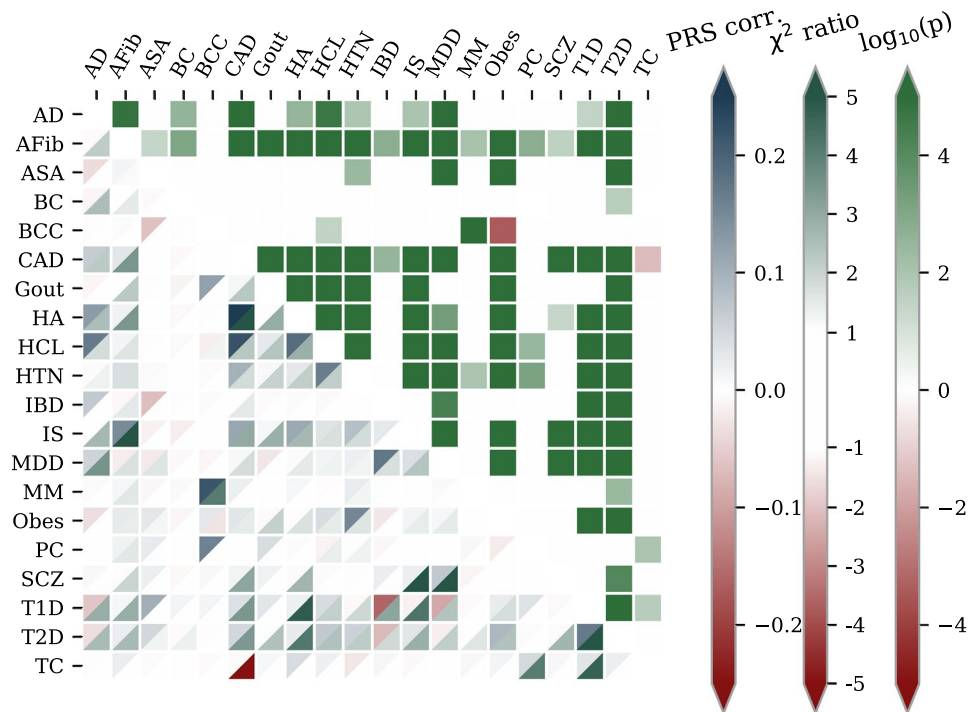 PRS corr. χ² ratio log₁₀(p)
AD AFib ASA BC BCC CAD Gout HA HCL HTN IBD IS MDD MM Obes PC SCZ T1D T2D TC
AD
AFib
ASA
BC
BCC
CAD
Gout
HA
HCL
HTN
IBD
IS
MDD
MM
Obes
PC
SCZ
T1D
T2D
TC
0.2
0.1
0.0
−0.1
−0.2
5
4
3
2
1
-1
-2
-3
-4
-5
4
2
0
−2
−4